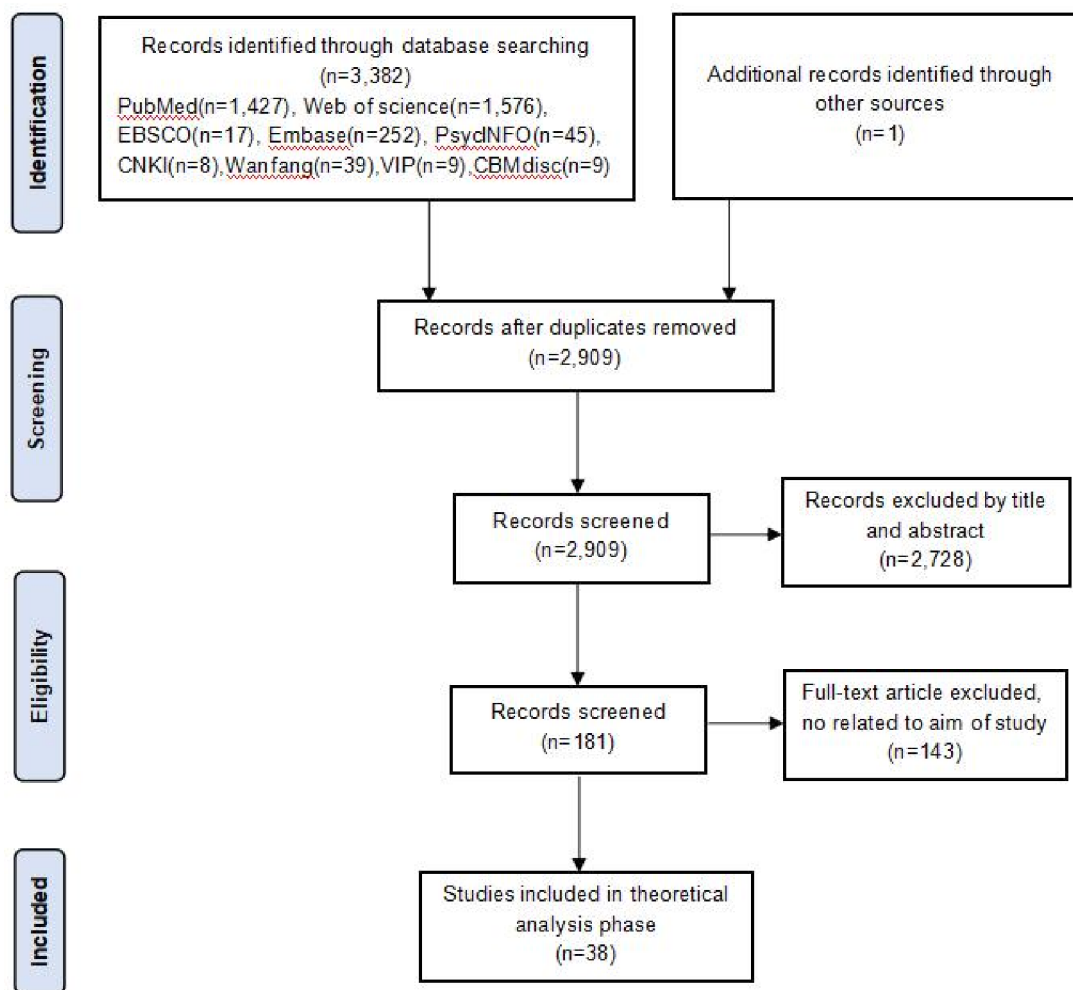 Identification
Records identified through database searching
(n=3,382)
PubMed(n=1,427), Web of science(n=1,576),
EBSCO(n=17), Embase(n=252), PsycINFO(n=45),
CNKI(n=8),Wanfang(n=39),VIP(n=9),CBMdisc(n=9)
Additional records identified through
other sources
(n=1)
Screening
Records after duplicates removed
(n=2,909)
Records screened
(n=2,909)
Records excluded by title
and abstract
(n=2,728)
Eligibility
Records screened
(n=181)
Full-text article excluded,
no related to aim of study
(n=143)
Included
Studies included in theoretical
analysis phase
(n=38)